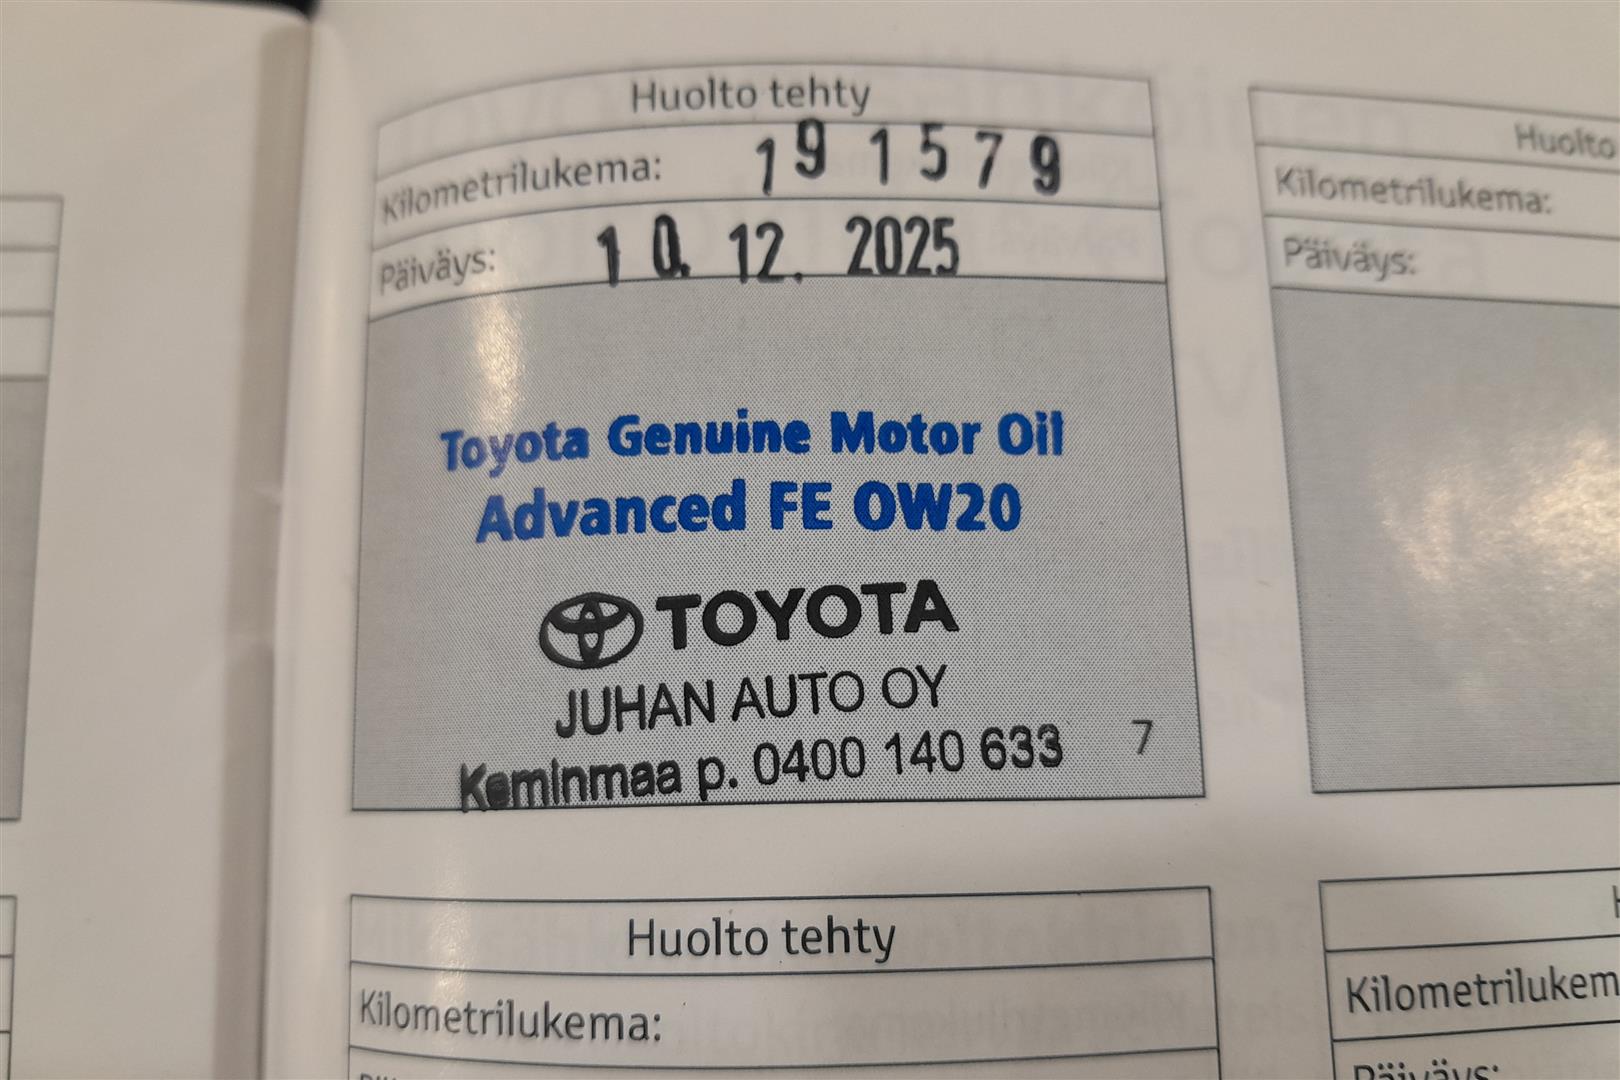 Huolto tehty
Kilometrilukema: 191579
Päiväys: 10. 12. 2025
Toyota Genuine Motor Oil
Advanced FE 0W20
TOYOTA
JUHAN AUTO OY
Keminmaa p. 0400 140 633
7
Huolto
Kilometrilukema:
Päiväys:
Huolto tehty
Kilometrilukema:
Kilometrilukem
Päiväys: